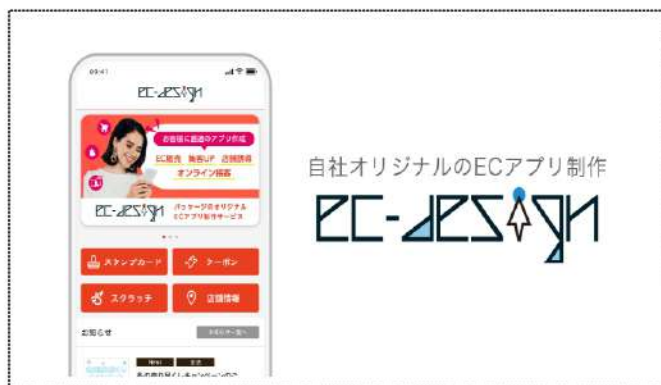 09:41
ec-design
お客様に最適のアプリ作成
EC販売 集客UP 店舗誘導
オンライン接客
ec-design
パッケージのオリジナル
ECアプリ制作サービス
スタンプカード
クーポン
スクラッチ
店舗情報
お知らせ
自社オリジナルのECアプリ制作
ec-design